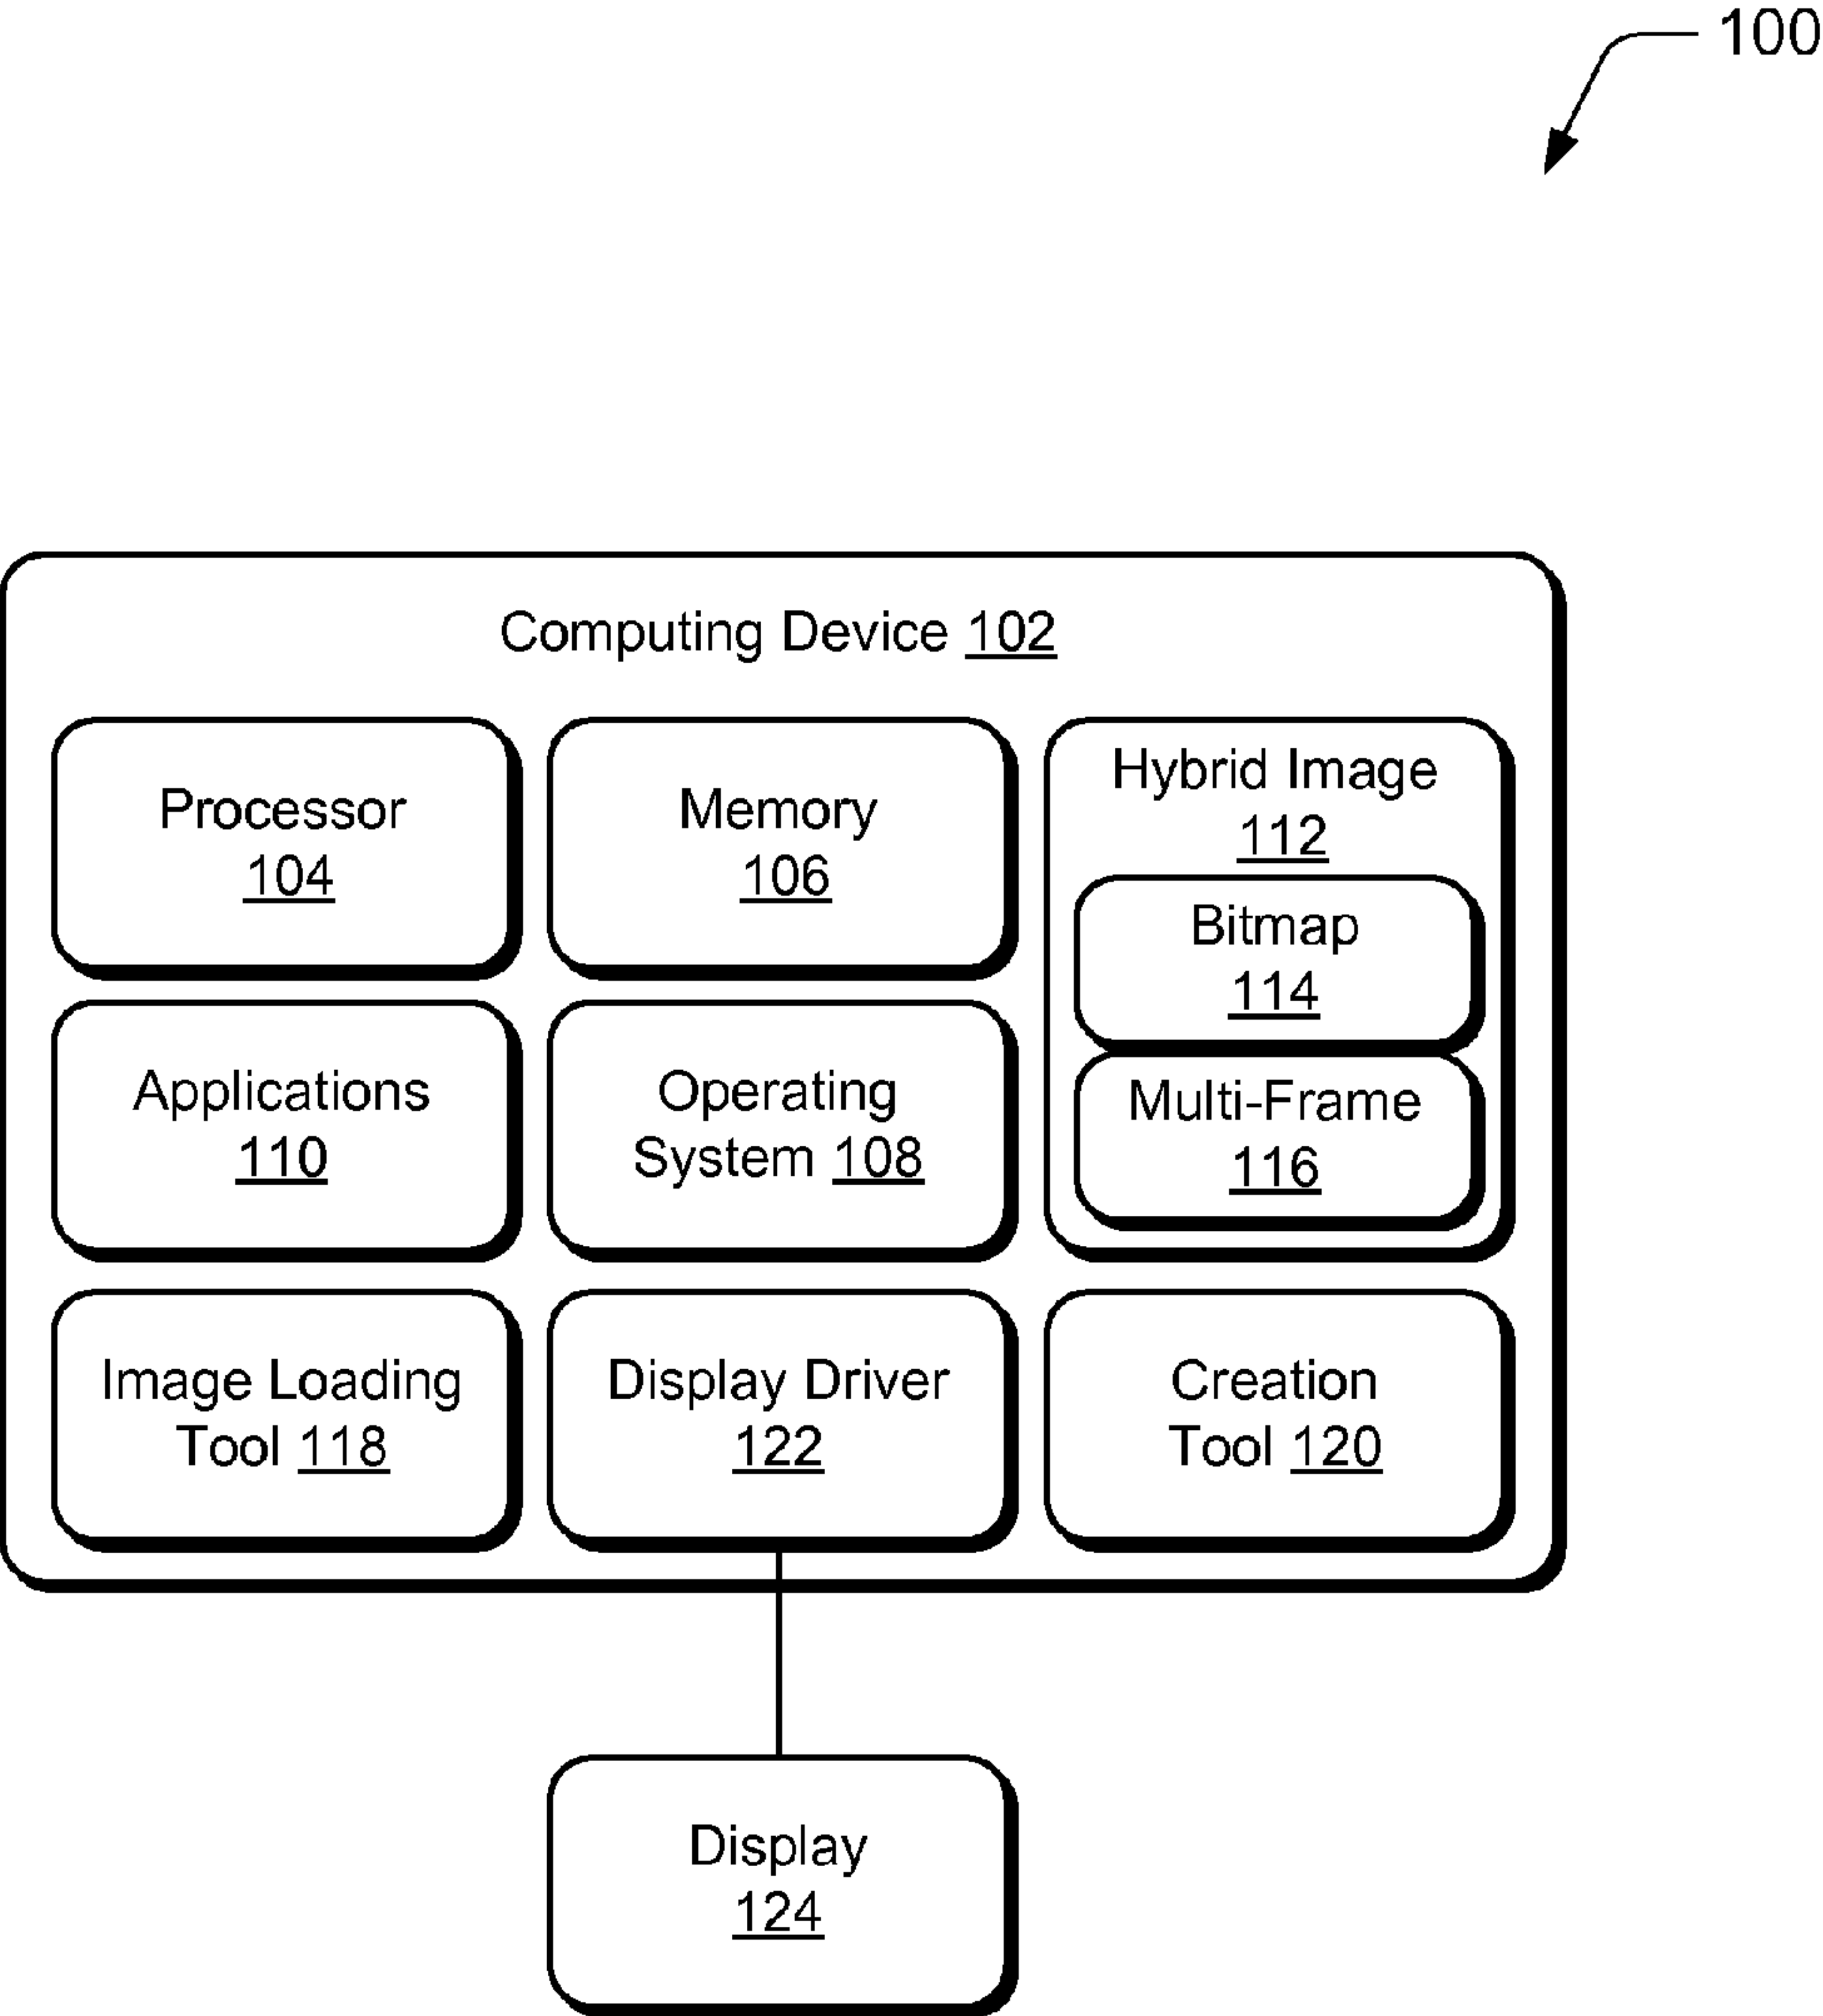 100
Computing Device 102
Processor
104
Memory
106
Hybrid Image
112
Bitmap
114
Multi-Frame
116
Applications
110
Operating
System 108
Image Loading
Tool 118
Display Driver
122
Creation
Tool 120
Display
124